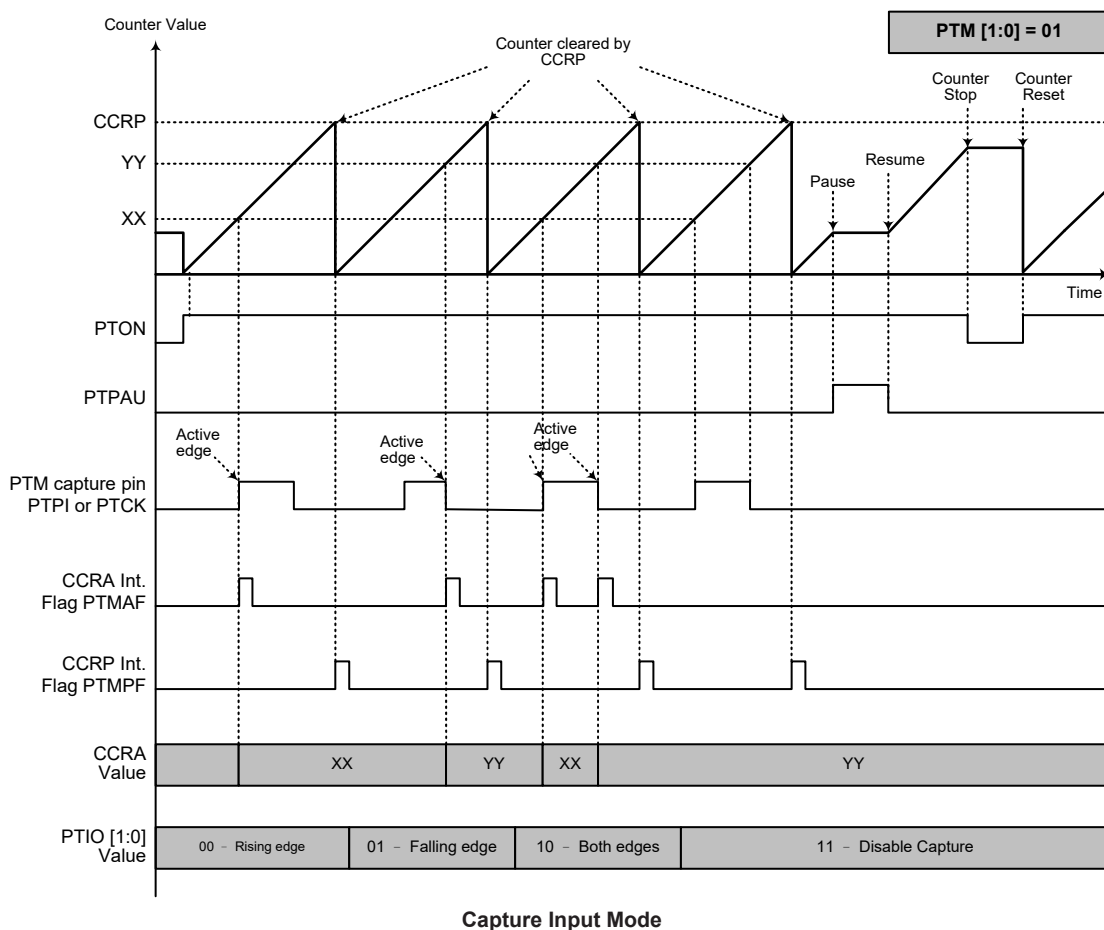 Counter Value
PTM [1:0] = 01
Counter cleared by
CCRP
Counter
Stop
Counter
Reset
CCRP
YY
Resume
Pause
XX
Time
PTON
PTPAU
Active
edge
Active
edge
Active
edge
PTM capture pin
PTPI or PTCK
CCRA Int.
Flag PTMAF
CCRP Int.
Flag PTMPF
CCRA
Value
XX
YY
XX
YY
PTIO [1:0]
Value
00 – Rising edge
01 – Falling edge
10 – Both edges
11 – Disable Capture
Capture Input Mode